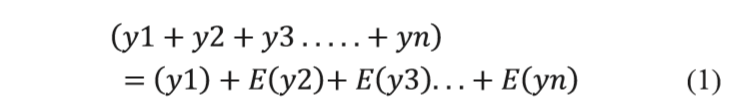 (y1 + y2 + y3 . . . . . + yn)
= (y1) + E(y2)+ E(y3). . . + E(yn) (1)